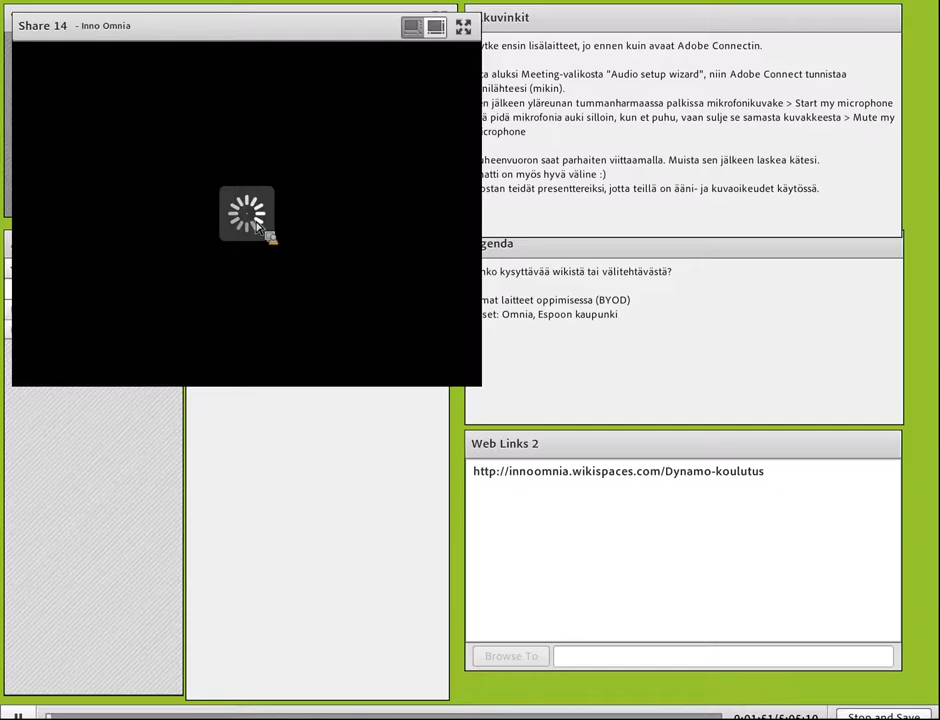 Share 14 - Inno Omnia
kuvinkit
tke ensin lisälaitteet, jo ennen kuin avaat Adobe Connectin.
ta aluksi Meeting-valikosta "Audio setup wizard", niin Adobe Connect tunnistaa
nilähteesi (mikin).
en jälkeen yläreunan tummanharmaassa palkissa mikrofonikuvake > Start my microphone
ä pidä mikrofonia auki silloin, kun et puhu, vaan sulje se samasta kuvakkeesta > Mute my
icrophone
uheenvuoron saat parhaiten viittaamalla. Muista sen jälkeen laskea kätesi.
atti on myös hyvä väline :)
ostan teidät presenttereiksi, jotta teillä on ääni- ja kuvaoikeudet käytössä.
genda
nko kysyttävää wikistä tai välitehtävästä?
mat laitteet oppimisessa (BYOD)
set: Omnia, Espoon kaupunki
Web Links 2
http://innoomnia.wikispaces.com/Dynamo-koulutus
Browse To
Stop and Save